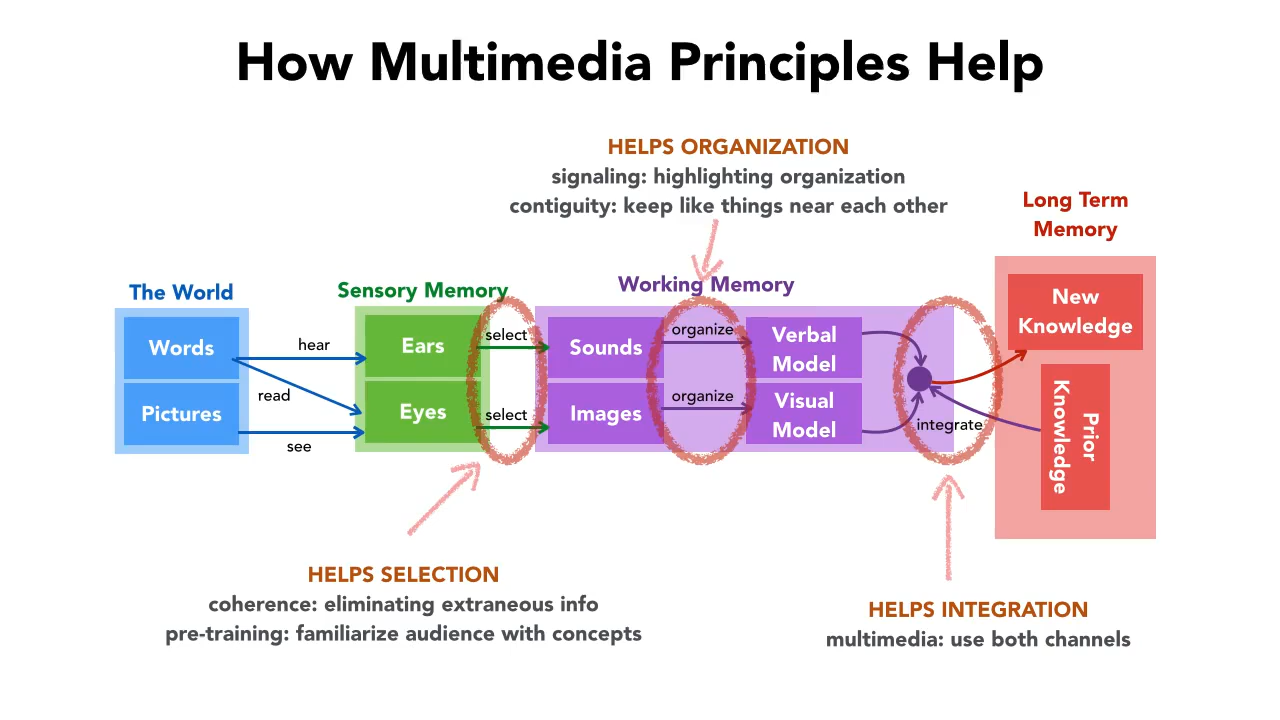 How Multimedia Principles Help
HELPS ORGANIZATION
signaling: highlighting organization
contiguity: keep like things near each other
Long Term
Memory
The World
Sensory Memory
Working Memory
Words
Pictures
hear
read
see
Ears
Eyes
select
select
Sounds
Images
organize
organize
Verbal
Model
Visual
Model
integrate
New
Knowledge
Prior
Knowledge
HELPS SELECTION
coherence: eliminating extraneous info
pre-training: familiarize audience with concepts
HELPS INTEGRATION
multimedia: use both channels